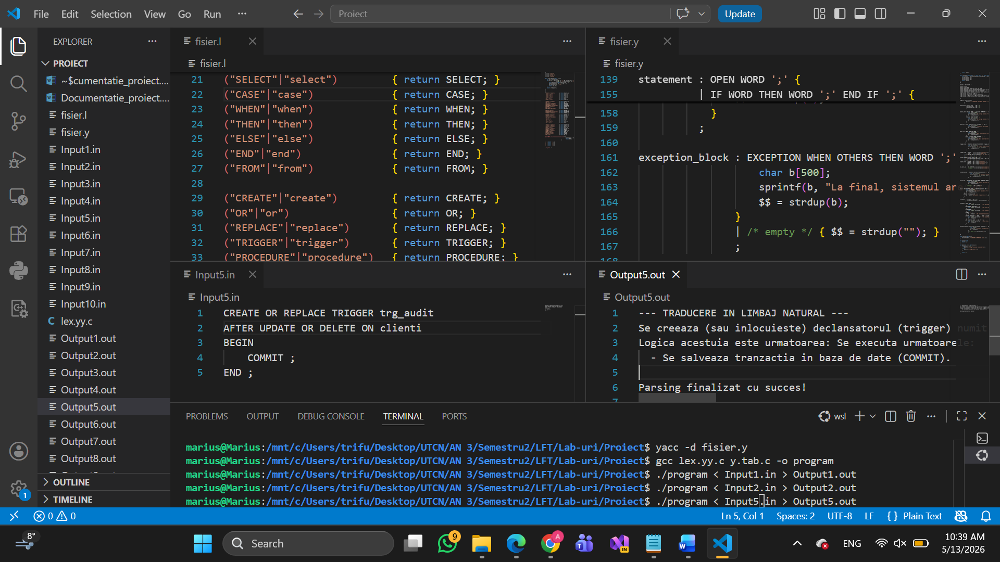 File Edit Selection View Go Run ···
Proiect
Update
EXPLORER
PROIECT
~$cumentatie_proiect....
Documentatie_proiect....
fisier.l
fisier.y
Input1.in
Input2.in
Input3.in
Input4.in
Input5.in
Input6.in
Input7.in
Input8.in
Input9.in
Input10.in
lex.yy.c
Output1.out
Output2.out
Output3.out
Output4.out
Output5.out
Output6.out
Output7.out
Output8.out
OUTLINE
TIMELINE
1
fisier.l
fisier.l
21 ("SELECT"|"select") { return SELECT; }
22 ("CASE"|"case") { return CASE; }
23 ("WHEN"|"when") { return WHEN; }
24 ("THEN"|"then") { return THEN; }
25 ("ELSE"|"else") { return ELSE; }
26 ("END"|"end") { return END; }
27 ("FROM"|"from") { return FROM; }
28
29 ("CREATE"|"create") { return CREATE; }
30 ("OR"|"or") { return OR; }
31 ("REPLACE"|"replace") { return REPLACE; }
32 ("TRIGGER"|"trigger") { return TRIGGER; }
33 ("PROCEDURE"|"procedure") { return PROCEDURE; }
fisier.y
fisier.y
139 statement : OPEN WORD ';' {
155 | IF WORD THEN WORD ';' END IF ';' {
158 }
159 ;
160
161 exception_block : EXCEPTION WHEN OTHERS THEN WORD ';'
162 char b[500];
163 sprintf(b, "La final, sistemul ar
164 $$ = strdup(b);
165 }
166 | /* empty */ { $$ = strdup(""); }
167 ;
168
Input5.in
Input5.in
1 CREATE OR REPLACE TRIGGER trg_audit
2 AFTER UPDATE OR DELETE ON clienti
3 BEGIN
4 COMMIT ;
5 END ;
Output5.out
Output5.out
1 --- TRADUCERE IN LIMBAJ NATURAL ---
2 Se creeaza (sau inlocuieste) declansatorul (trigger) numit
3 Logica acestuia este urmatoarea: Se executa urmatoarele:
4 - Se salveaza tranzactia in baza de date (COMMIT).
5
6 Parsing finalizat cu succes!
7
PROBLEMS OUTPUT DEBUG CONSOLE TERMINAL PORTS
wsl
marius@Marius:/mnt/c/Users/trifu/Desktop/UTCN/AN 3/Semestru2/LFT/Lab-uri/Proiect$ yacc -d fisier.y
marius@Marius:/mnt/c/Users/trifu/Desktop/UTCN/AN 3/Semestru2/LFT/Lab-uri/Proiect$ gcc lex.yy.c y.tab.c -o program
marius@Marius:/mnt/c/Users/trifu/Desktop/UTCN/AN 3/Semestru2/LFT/Lab-uri/Proiect$ ./program < Input1.in > Output1.out
marius@Marius:/mnt/c/Users/trifu/Desktop/UTCN/AN 3/Semestru2/LFT/Lab-uri/Proiect$ ./program < Input2.in > Output2.out
marius@Marius:/mnt/c/Users/trifu/Desktop/UTCN/AN 3/Semestru2/LFT/Lab-uri/Proiect$ ./program < Input5.in > Output5.out
0 0
Ln 5, Col 1 Spaces: 2 UTF-8 LF { } Plain Text
8°
Search
9
A
IN
ENG
10:39 AM
5/13/2026